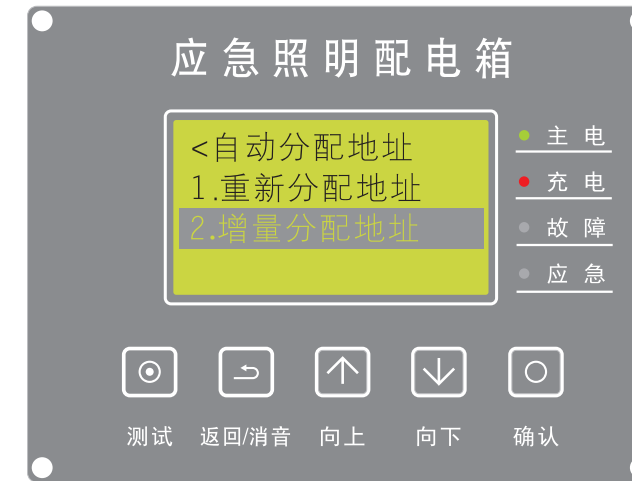 应急照明配电箱
<自动分配地址
1.重新分配地址
2.增量分配地址
主电
充电
故障
应急
测试 返回/消音 向上 向下 确认